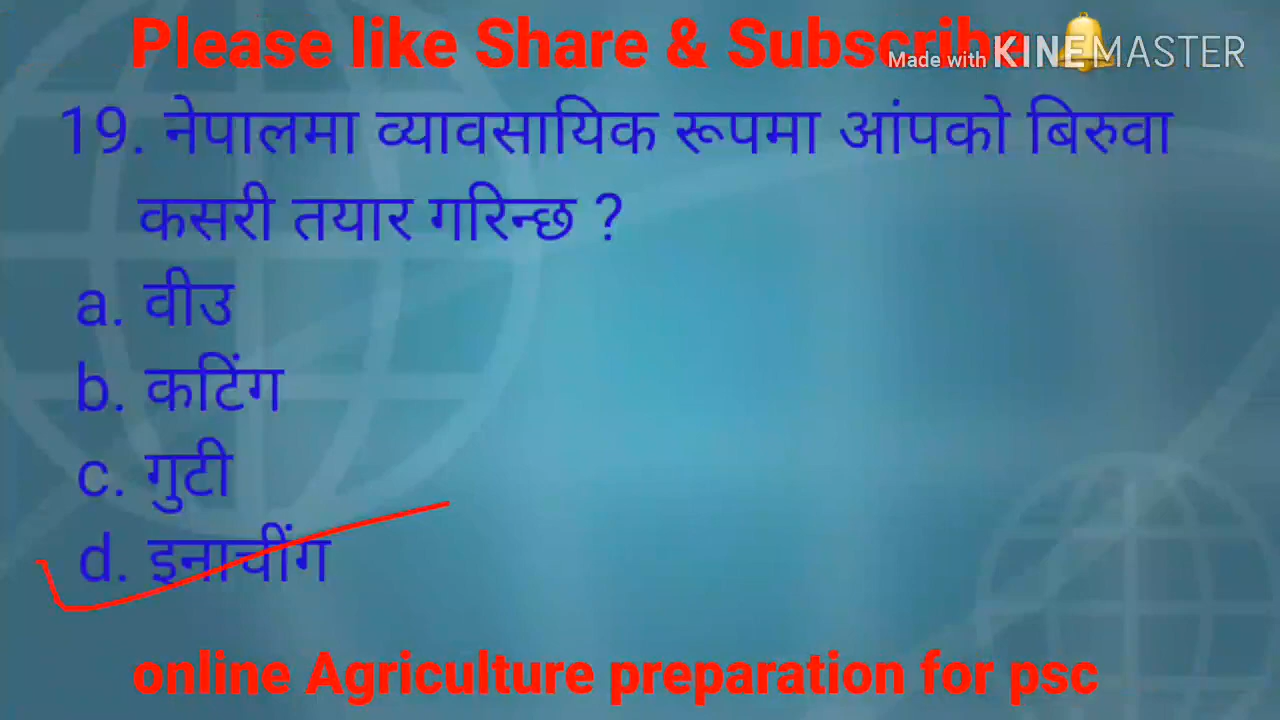 Please like Share & Subscribe
Made with KINEMASTER
19. नेपालमा व्यावसायिक रूपमा आंपको बिरुवा
कसरी तयार गरिन्छ ?
a. वीउ
b. कटिंग
c. गुटी
d. इनाचींग
online Agriculture preparation for psc